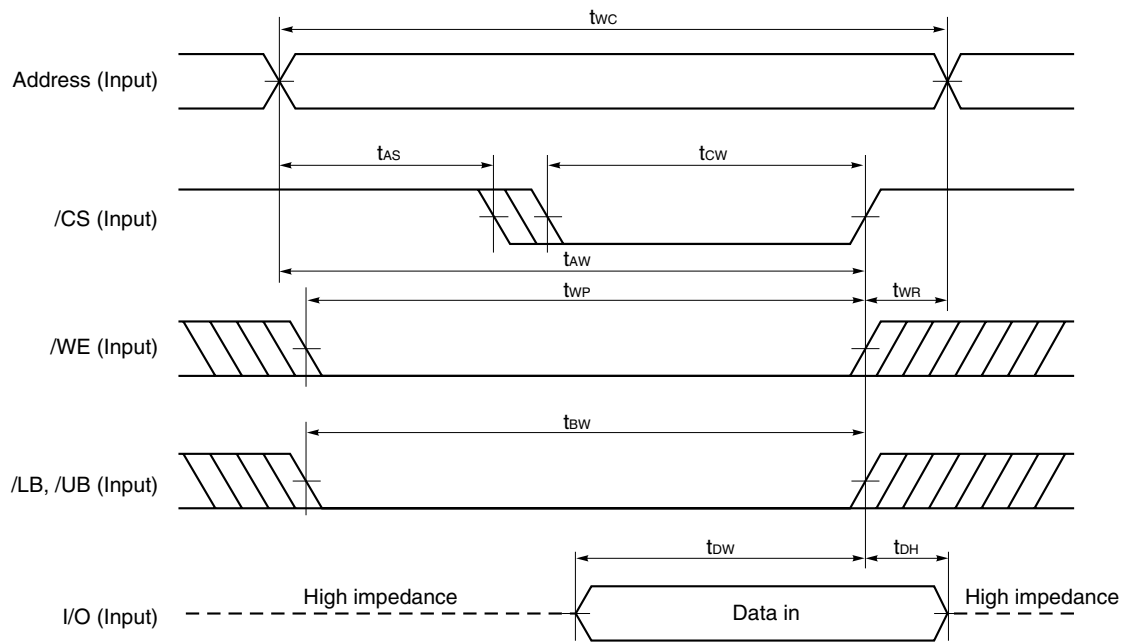 tWC
Address (Input)
tAS
tCW
/CS (Input)
tAW
tWP
tWR
/WE (Input)
tBW
/LB, /UB (Input)
tDW
tDH
High impedance
Data in
High impedance
I/O (Input)